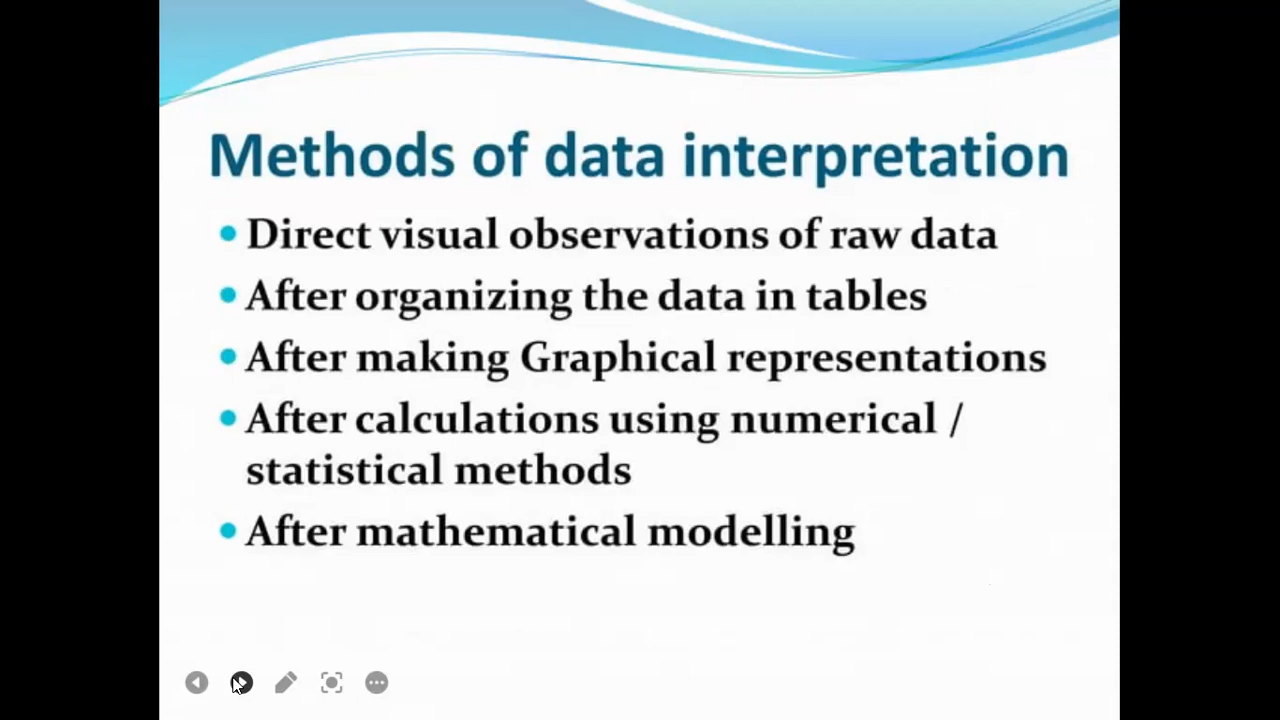 Methods of data interpretation
• Direct visual observations of raw data
• After organizing the data in tables
• After making Graphical representations
• After calculations using numerical /
statistical methods
• After mathematical modelling